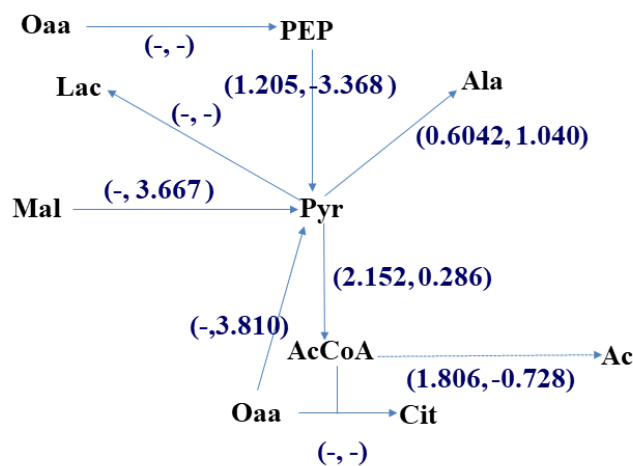 Oaa
PEP
(-, -)
Lac
(1.205,-3.368)
Ala
(-, -)
(0.6042, 1.040)
(-, 3.667)
Mal
Pyr
(2.152, 0.286)
(-,3.810)
AcCoA
Ac
(1.806, -0.728)
Oaa
Cit
(-, -)